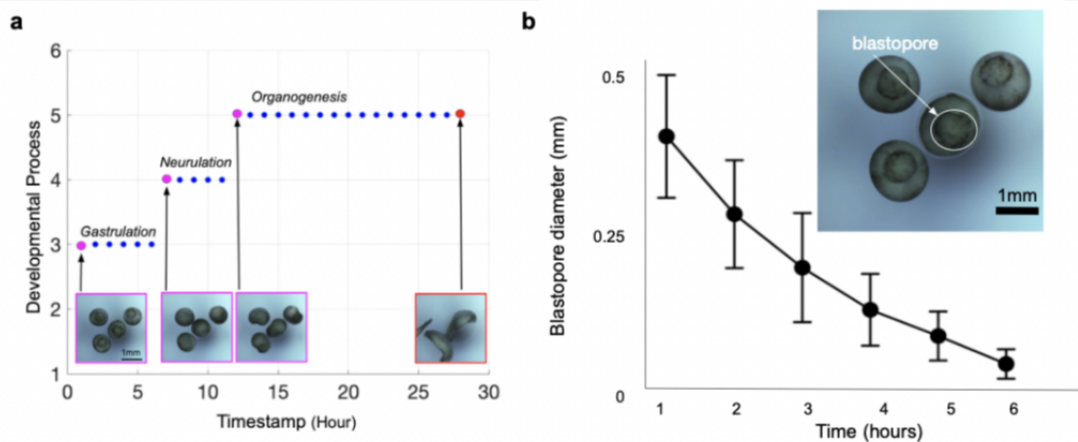 a
6
5
4
3
2
1
Developmental Process
Organogenesis
Neurulation
Gastrulation
1mm
0 5 10 15 20 25 30
Timestamp (Hour)
b
0.5
0.25
0
Blastopore diameter (mm)
blastopore
1mm
1 2 3 4 5 6
Time (hours)